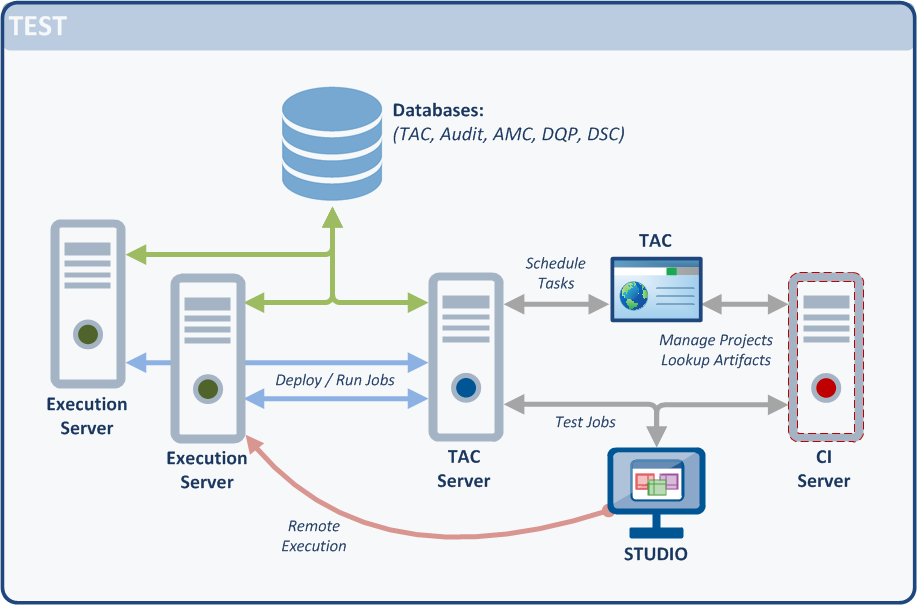 TEST
Databases:
(TAC, Audit, AMC, DQP, DSC)
TAC
Schedule
Tasks
Manage Projects
Lookup Artifacts
Deploy / Run Jobs
Execution
Server
Test Jobs
Execution
Server
TAC
Server
CI
Server
Remote
Execution
STUDIO